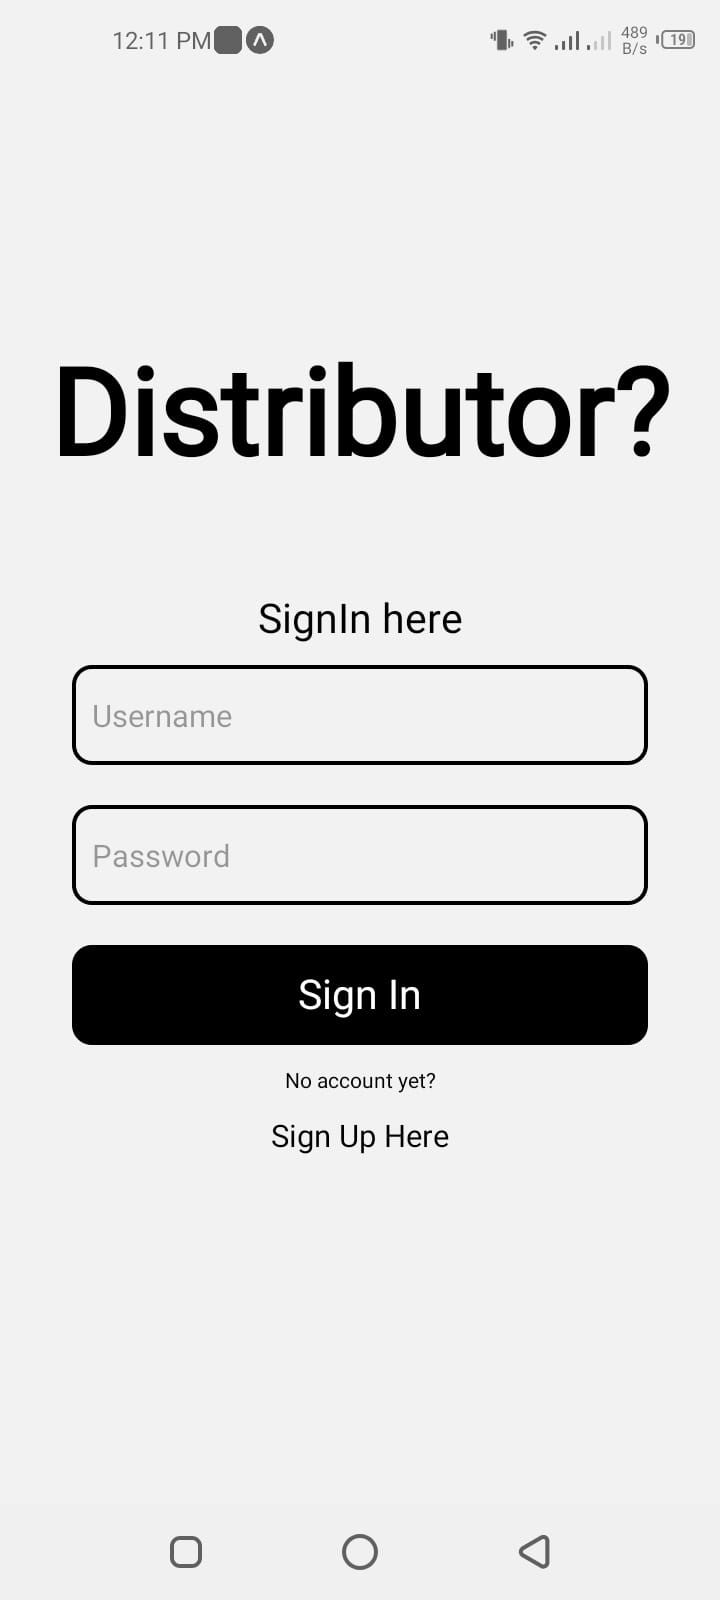 12:11 PM
489
B/s
19
Distributor?
SignIn here
Username
Password
Sign In
No account yet?
Sign Up Here